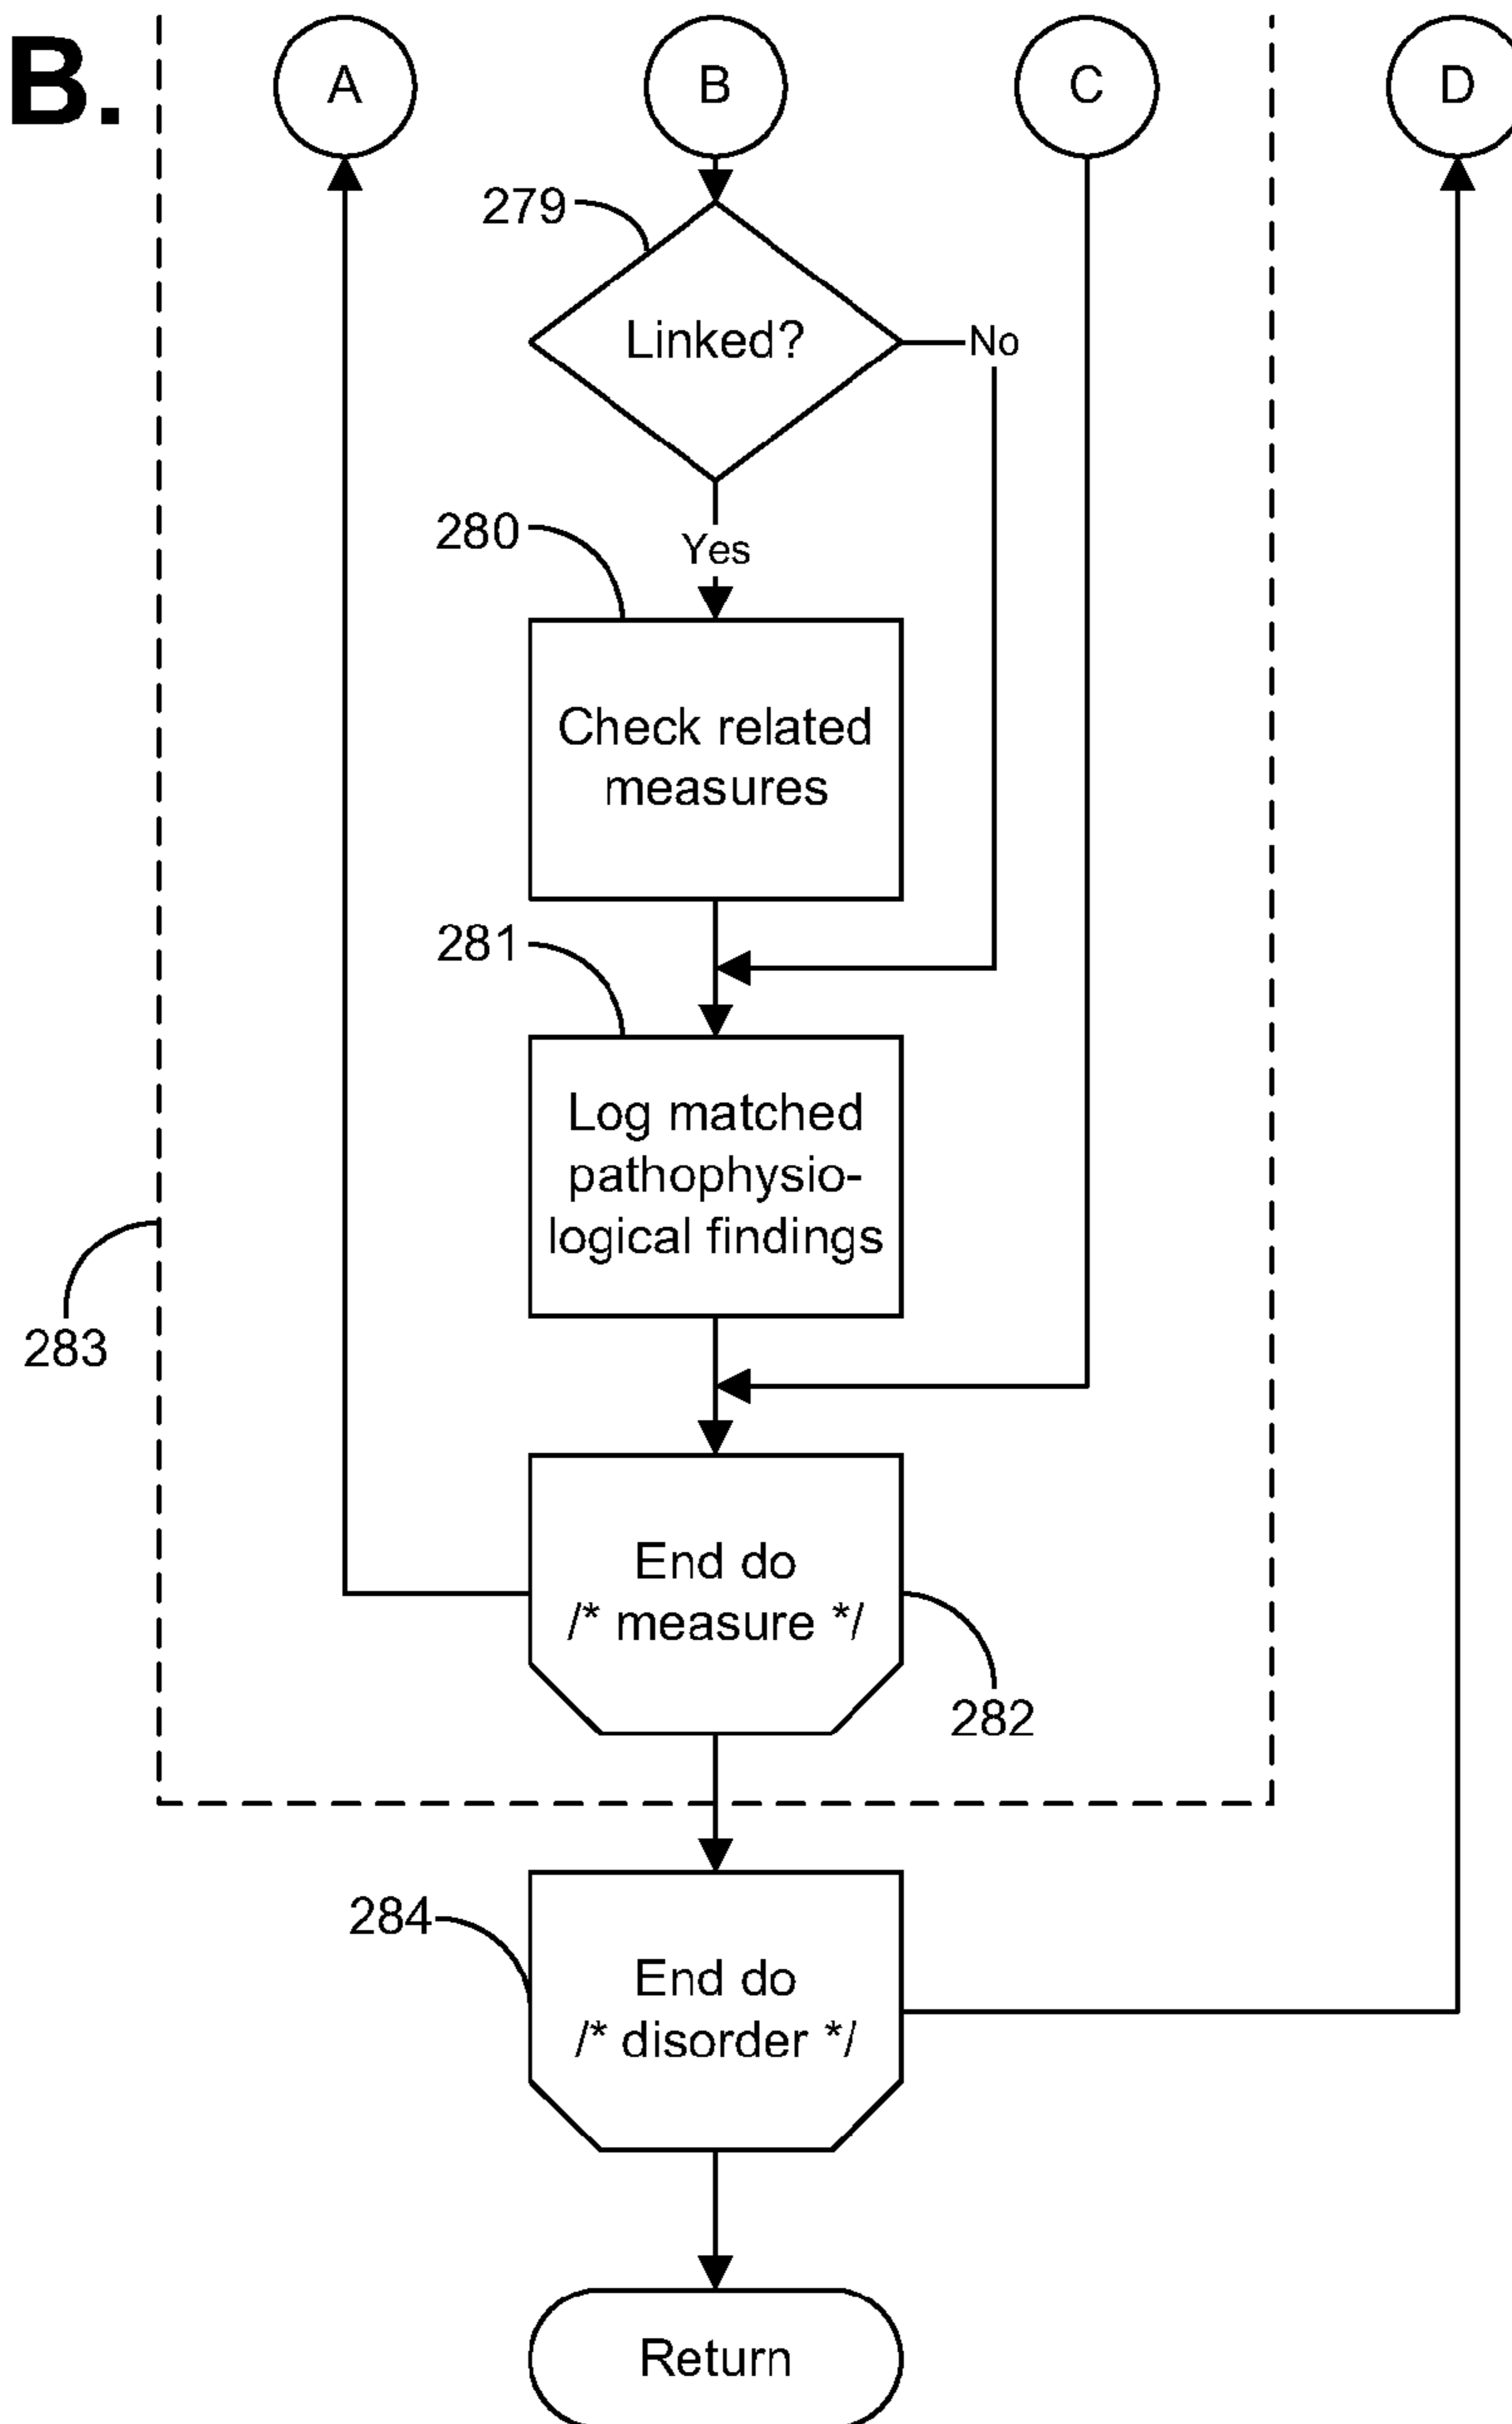 B.
A
B
C
D
279
Linked?
No
280
Yes
Check related
measures
281
Log matched
pathophysio-
logical findings
283
End do
/* measure */
282
284
End do
/* disorder */
Return